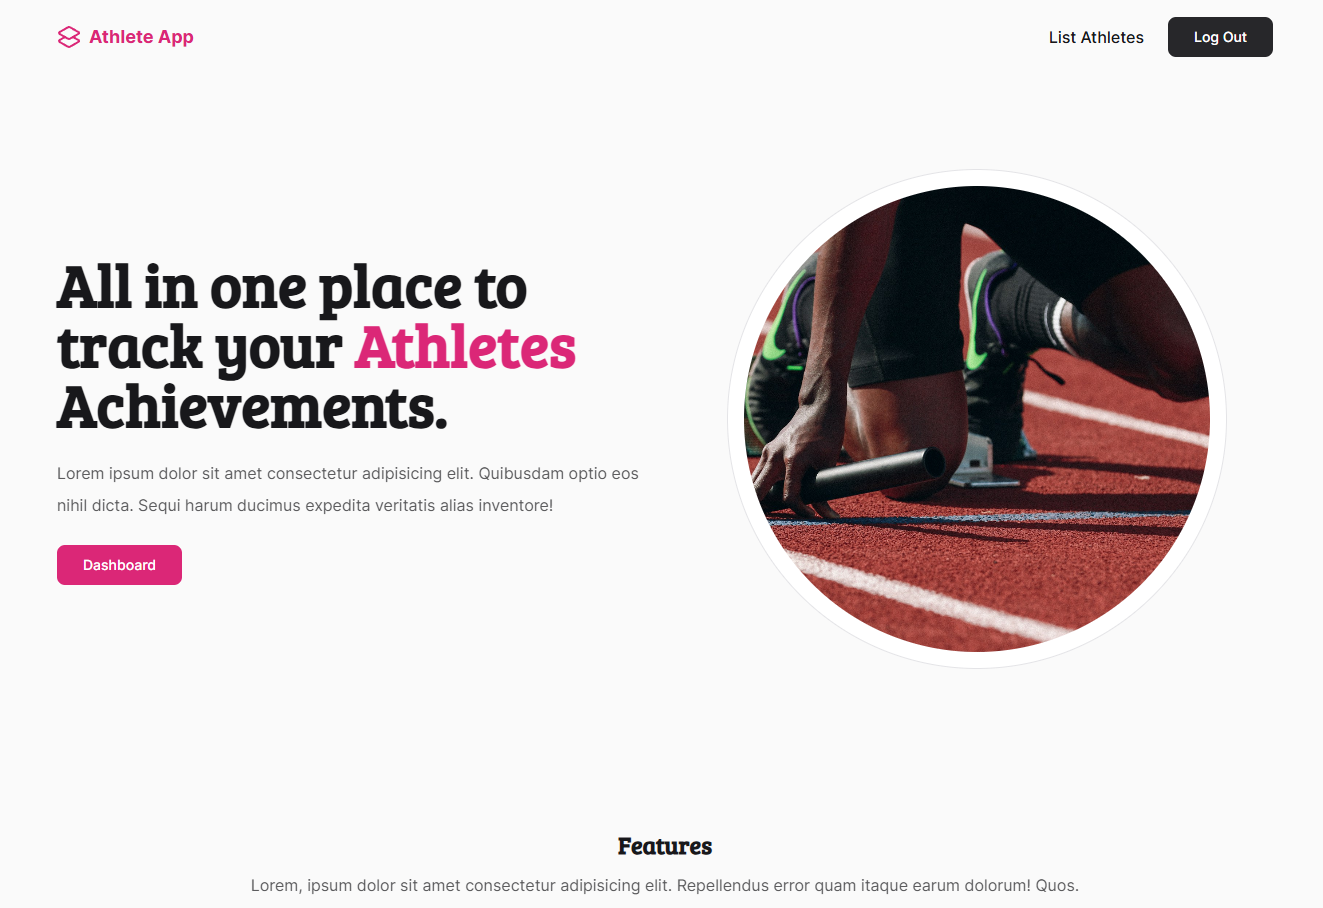 Athlete App
List Athletes
Log Out
All in one place to
track your Athletes
Achievements.
Lorem ipsum dolor sit amet consectetur adipisicing elit. Quibusdam optio eos
nihil dicta. Sequi harum ducimus expedita veritatis alias inventore!
Dashboard
Features
Lorem, ipsum dolor sit amet consectetur adipisicing elit. Repellendus error quam itaque earum dolorum! Quos.